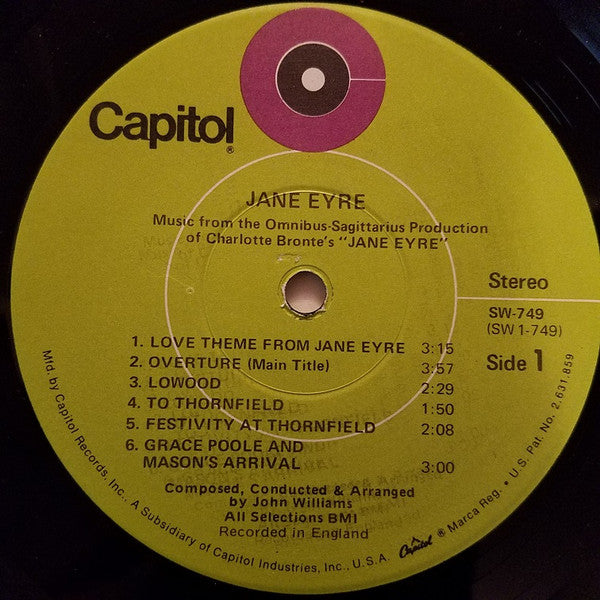 Capitol®
JANE EYRE
Music from the Omnibus-Sagittarius Production
of Charlotte Bronte's "JANE EYRE"
Stereo
SW-749
(SW 1-749)
Side 1
1. LOVE THEME FROM JANE EYRE 3:15
2. OVERTURE (Main Title) 3:57
3. LOWOOD 2:29
4. TO THORNFIELD 1:50
5. FESTIVITY AT THORNFIELD 2:08
6. GRACE POOLE AND
MASON'S ARRIVAL 3:00
Composed, Conducted & Arranged
by John Williams
All Selections BMI
Recorded in England
Mfd. by Capitol Records, Inc., A Subsidiary of Capitol Industries, Inc., U.S.A. Capitol ® Marca Reg. • U.S. Pat. No. 2.631.859